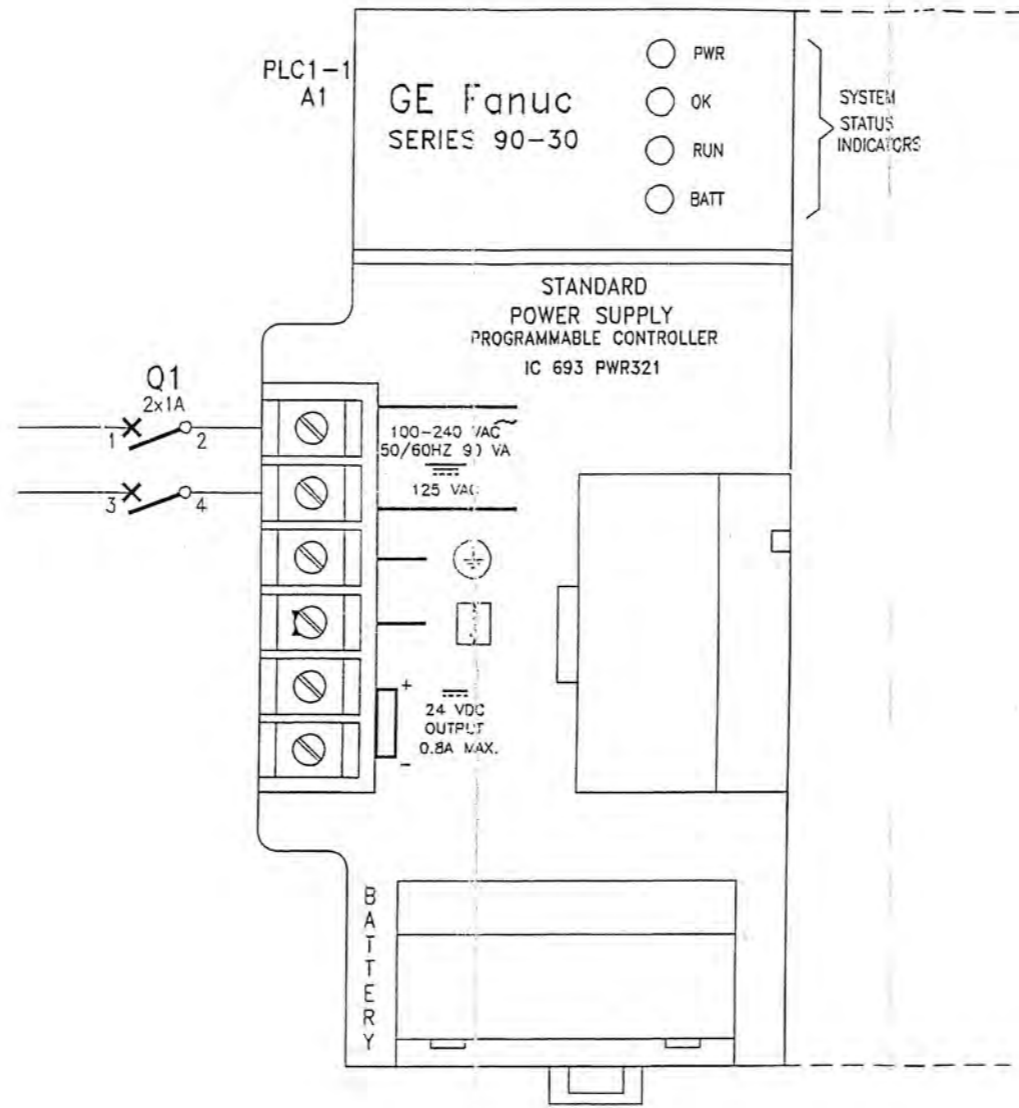 PLC1-1
A1
GE Fanuc
SERIES 90-30
PWR
OK
RUN
BATT
SYSTEM
STATUS
INDICATORS
STANDARD
POWER SUPPLY
PROGRAMMABLE CONTROLLER
IC 693 PWR321
Q1
2x1A
1 2
3 4
100-240 VAC
50/60HZ 90 VA
125 VAC
+
24 VDC
OUTPUT
0.8A MAX.
-
BATTERY